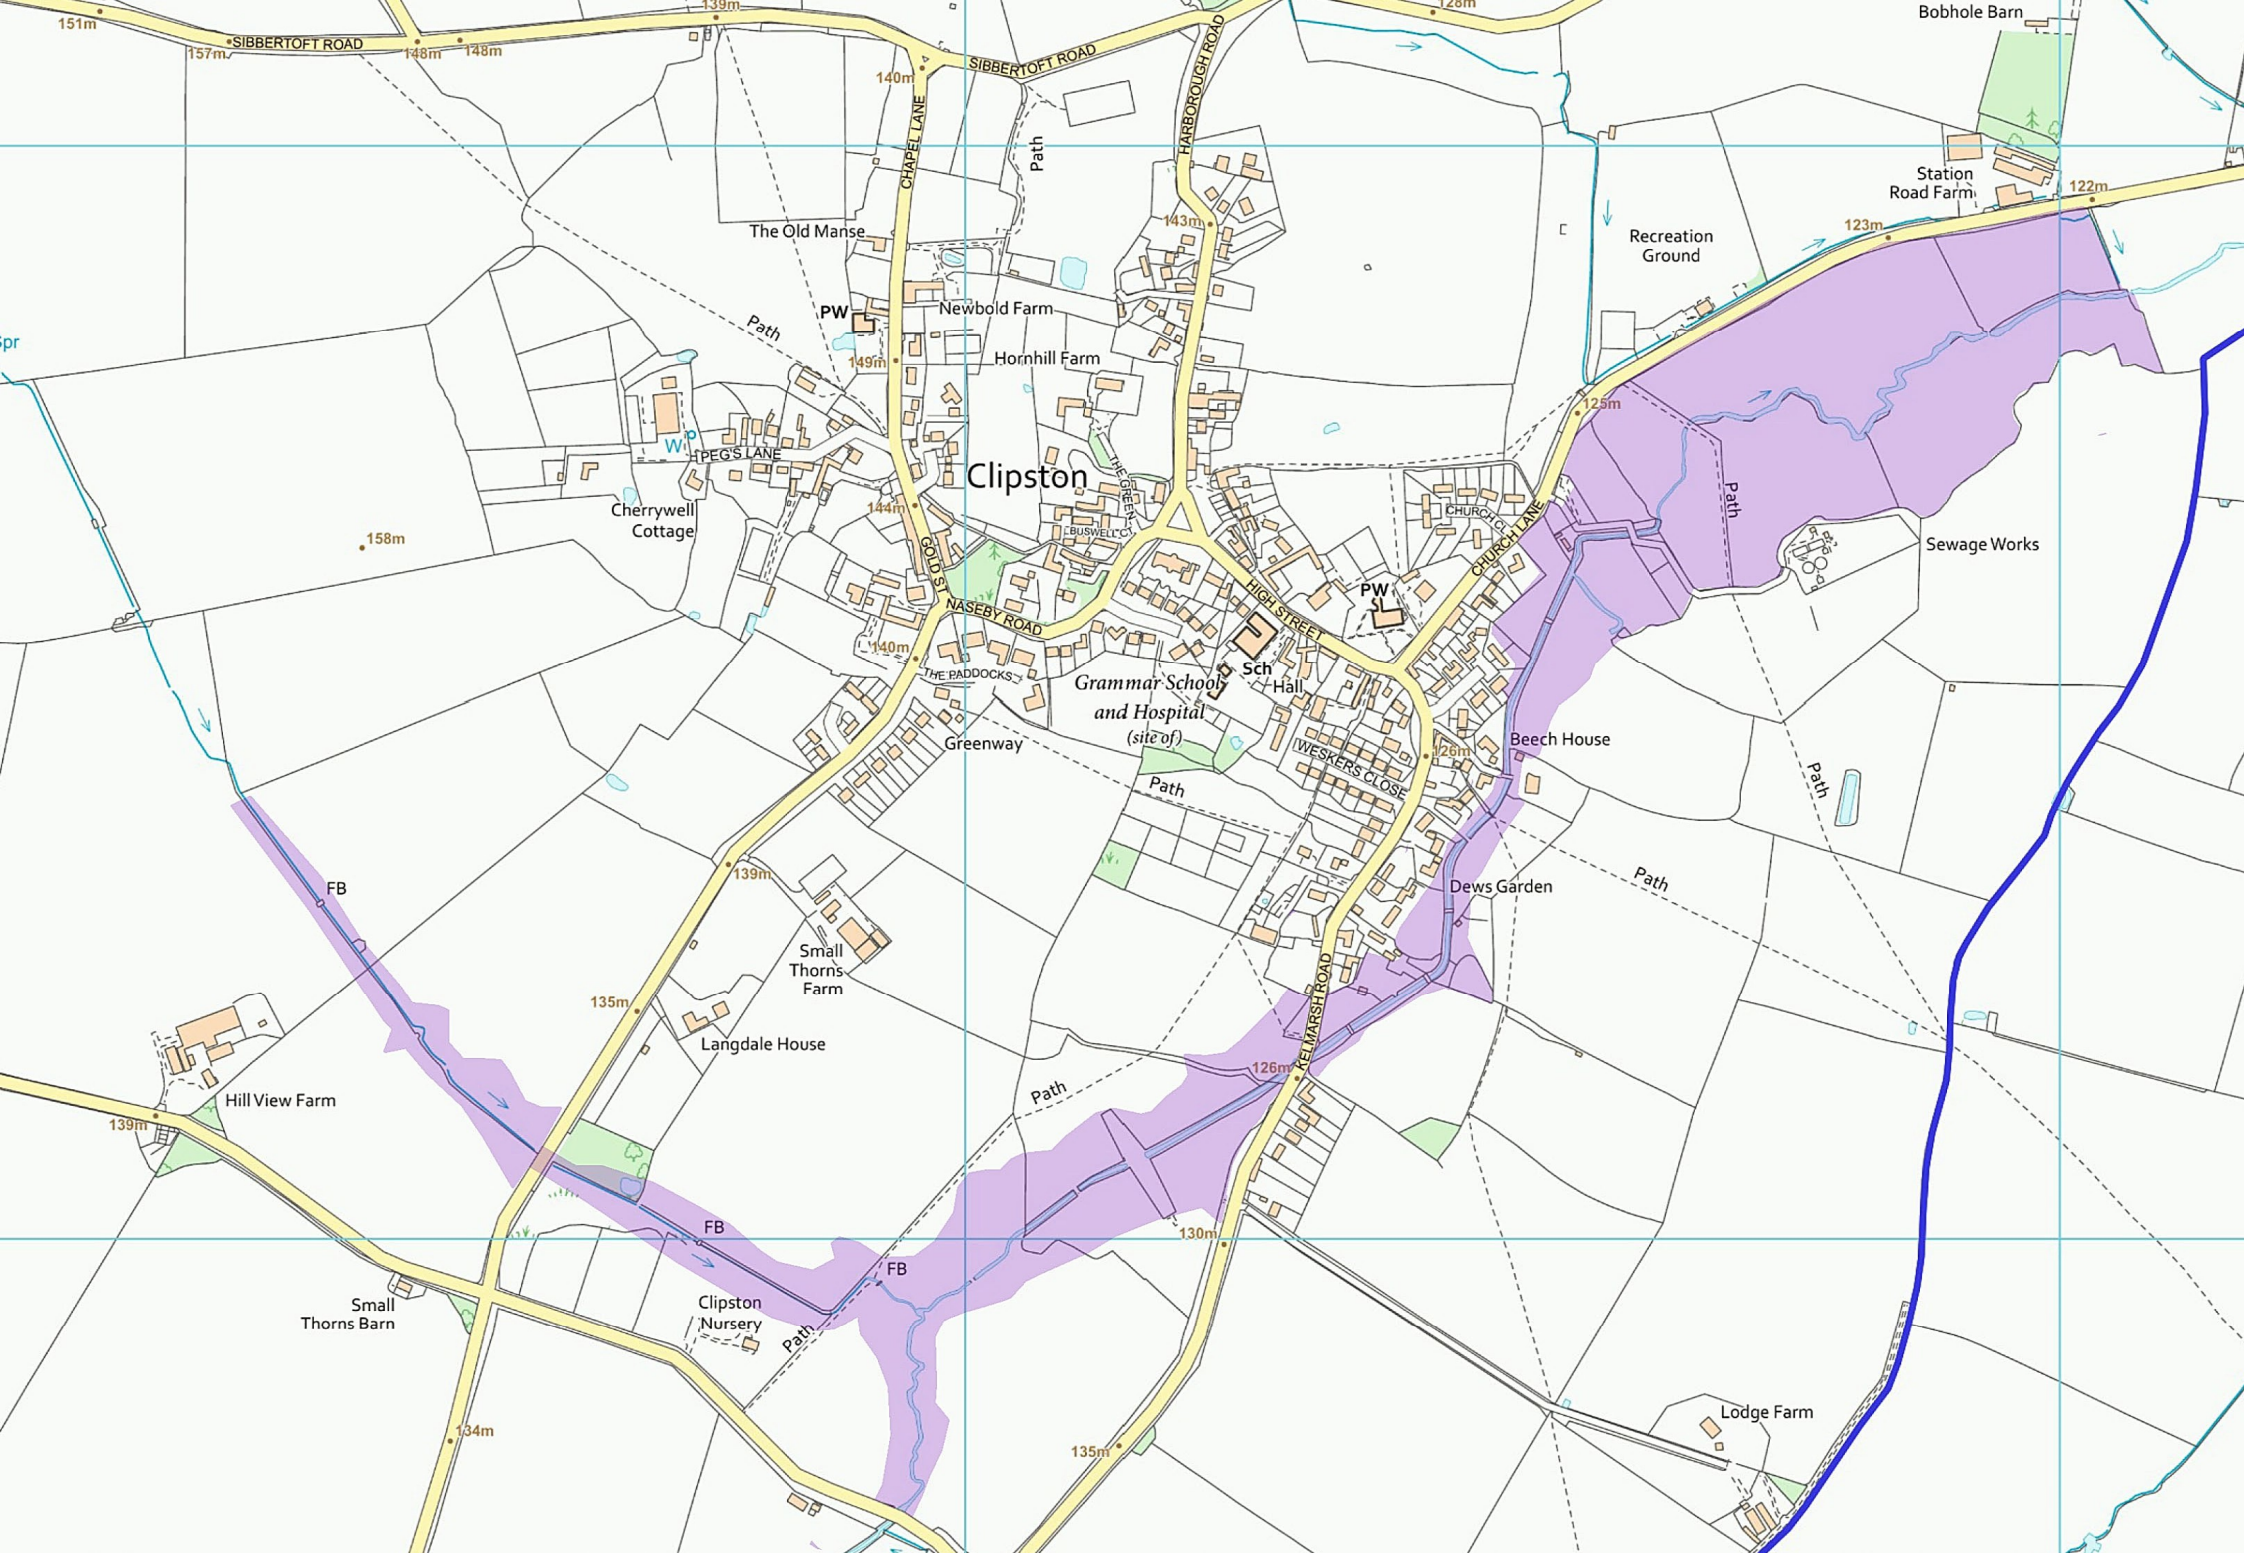 139m
128m
Bobhole Barn
151m
SIBBERTOFT ROAD
157m
148m
148m
SIBBERTOFT ROAD
HARBOROUGH ROAD
140m
CHAPEL LANE
Path
Station
Road Farm
122m
143m
123m
The Old Manse
Recreation
Ground
PW
Newbold Farm
Path
Spr
149m
Hornhill Farm
125m
W
PEG'S LANE
Clipston
THE GREEN
Path
Cherrywell
Cottage
144m
CHURCH CL
CHURCH LANE
158m
BUSWELL C
Sewage Works
GOLD ST
NASEBY ROAD
HIGH STREET
PW
140m
THE PADDOCKS
Sch
Hall
Grammar School
and Hospital
(site of)
Greenway
Beech House
126m
WESKERS CLOSE
Path
Path
139m
FB
Dews Garden
Path
Small
Thorns
Farm
135m
KELMARSH ROAD
Langdale House
126m
Path
Hill View Farm
139m
FB
130m
FB
Small
Thorns Barn
Clipston
Nursery
Path
134m
135m
Lodge Farm